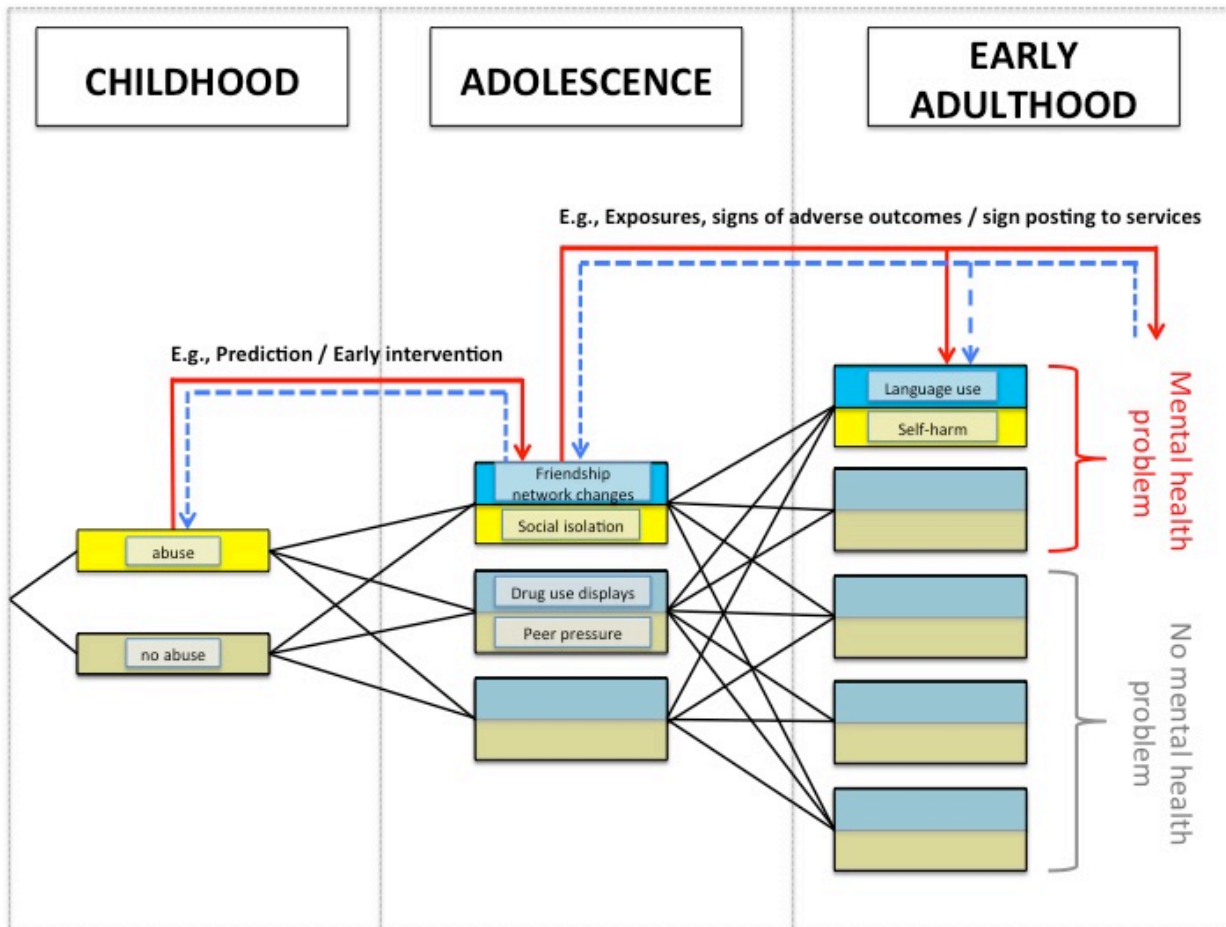 CHILDHOOD
ADOLESCENCE
EARLY
ADULTHOOD
E.g., Exposures, signs of adverse outcomes / sign posting to services
E.g., Prediction / Early intervention
abuse
no abuse
Friendship
network changes
Social isolation
Drug use displays
Peer pressure
Language use
Self-harm
Mental health
problem
No mental health
problem